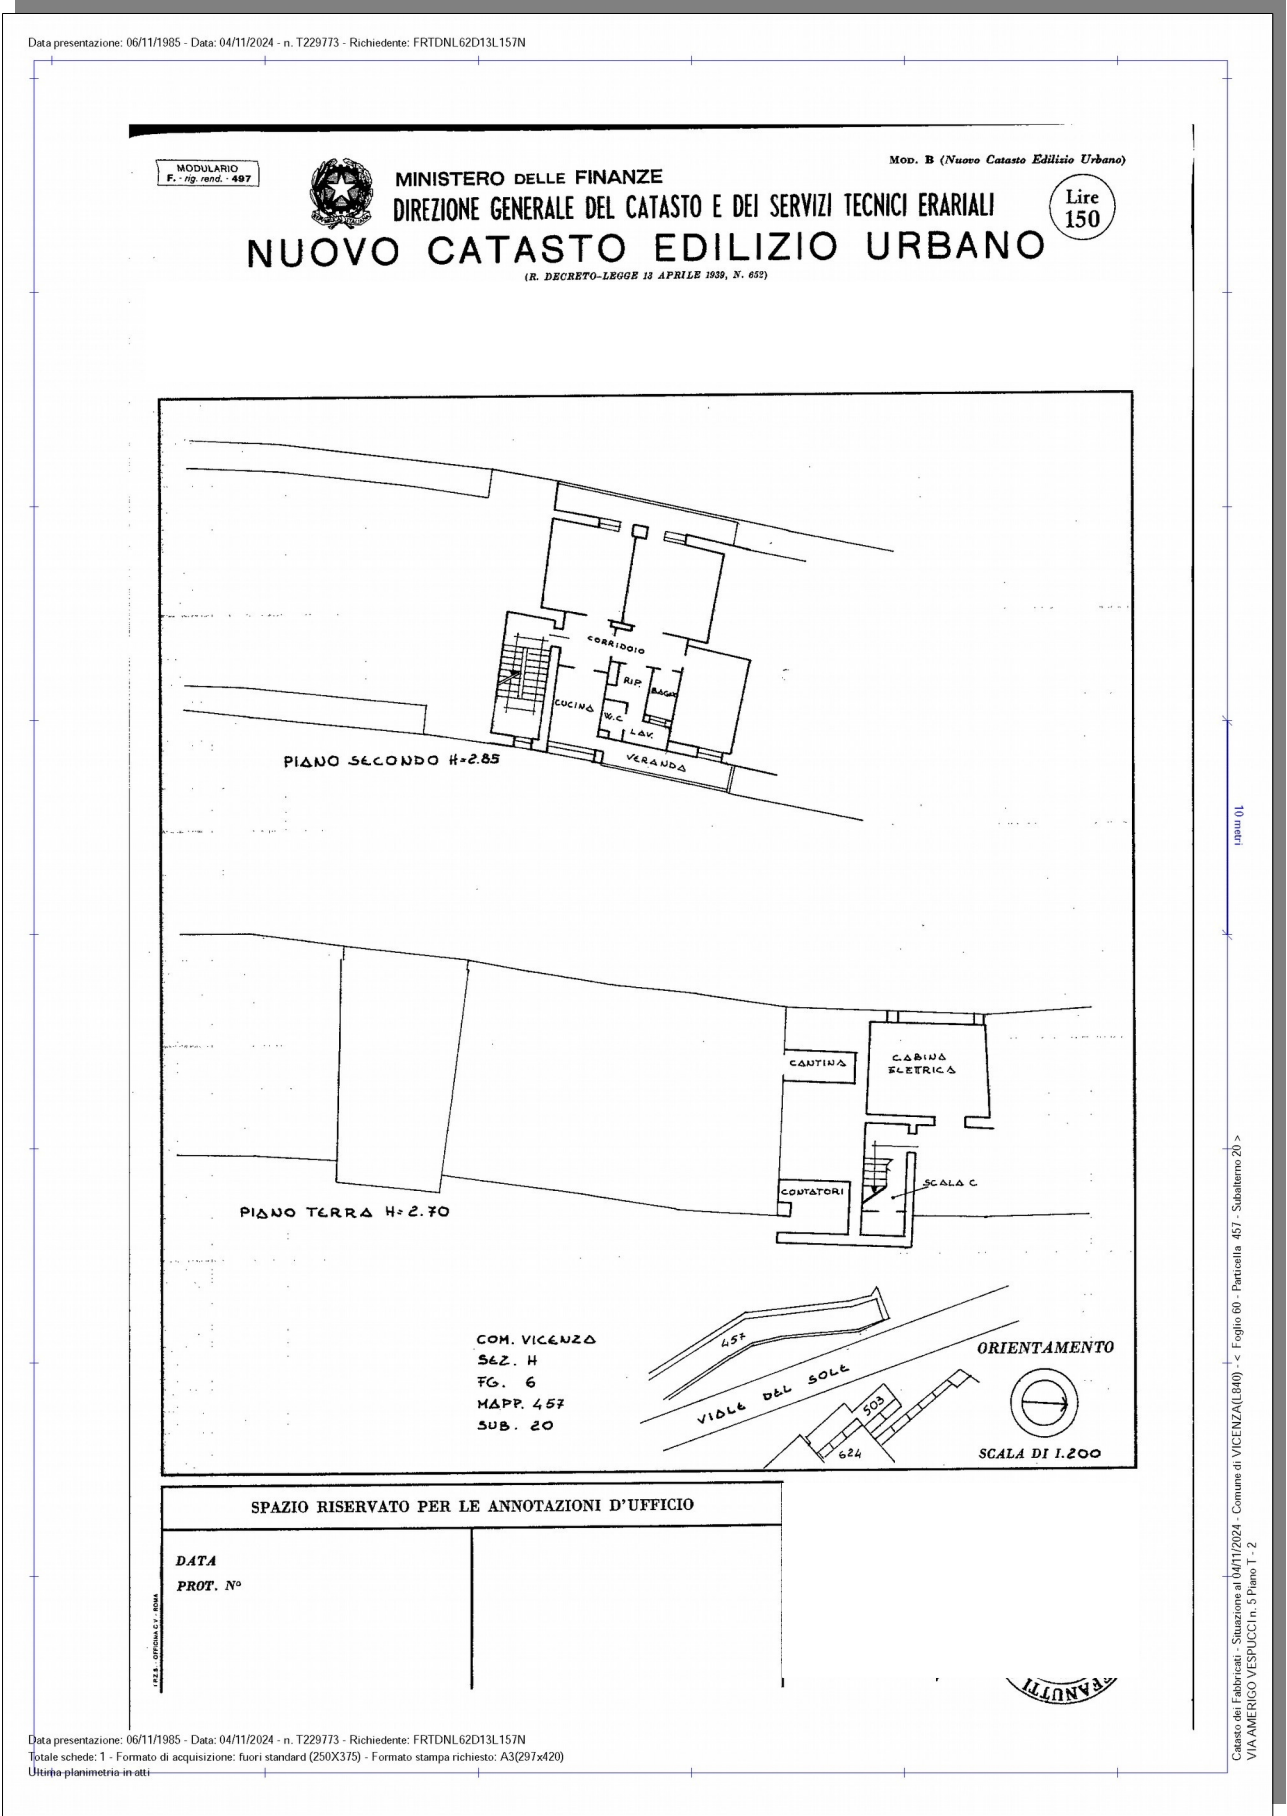 Data presentazione: 06/11/1985 - Data: 04/11/2024 - n. T229773 - Richiedente: FRTDNL62D13L157N
MODULARIO
F. - rig. rend. - 497
MOD. B (Nuovo Catasto Edilizio Urbano)
MINISTERO DELLE FINANZE
DIREZIONE GENERALE DEL CATASTO E DEI SERVIZI TECNICI ERARIALI
Lire
150
NUOVO CATASTO EDILIZIO URBANO
(R. DECRETO-LEGGE 13 APRILE 1939, N. 652)
CORRIDOIO
RIP.
BAGNO
CUCINA
W.C
LAV.
VERANDA
PIANO SECONDO H=2.85
10 metri
CANTINA
CABINA
ELETRICA
CONTATORI
SCALA C
PIANO TERRA H=2.70
COM. VICENZA
SEZ. H
FG. 6
MAPP. 457
SUB. 20
457
VIALE DEL SOLE
503
624
ORIENTAMENTO
SCALA DI 1.200
SPAZIO RISERVATO PER LE ANNOTAZIONI D'UFFICIO
DATA
PROT. N°
I.P.Z.S. - OFFICINA C.V. - ROMA
FANUTTI
Data presentazione: 06/11/1985 - Data: 04/11/2024 - n. T229773 - Richiedente: FRTDNL62D13L157N
Totale schede: 1 - Formato di acquisizione: fuori standard (250X375) - Formato stampa richiesto: A3(297x420)
Ultima planimetria in atti
Catasto dei Fabbricati - Situazione al 04/11/2024 - Comune di VICENZA(L840) - < Foglio 60 - Particella 457 - Subalterno 20 >
VIA AMERIGO VESPUCCI n. 5 Piano T - 2